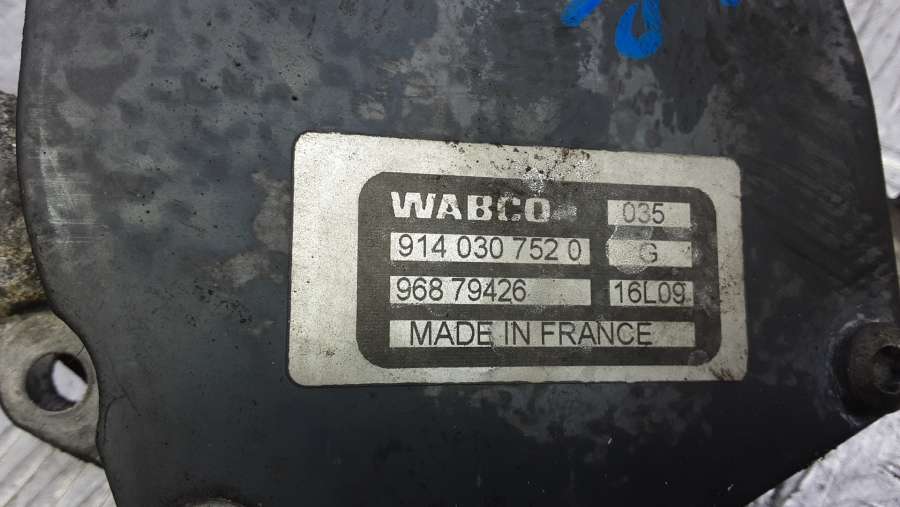 WABCO 035
914 030 752 0 G
968 79426 16L09
MADE IN FRANCE